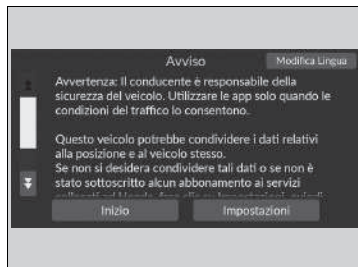 Avviso
Modifica Lingua
Avvertenza: Il conducente è responsabile della
sicurezza del veicolo. Utilizzare le app solo quando le
condizioni del traffico lo consentono.
Questo veicolo potrebbe condividere i dati relativi
alla posizione e al veicolo stesso.
Se non si desidera condividere tali dati o se non è
stato sottoscritto alcun abbonamento ai servizi
Inizio
Impostazioni